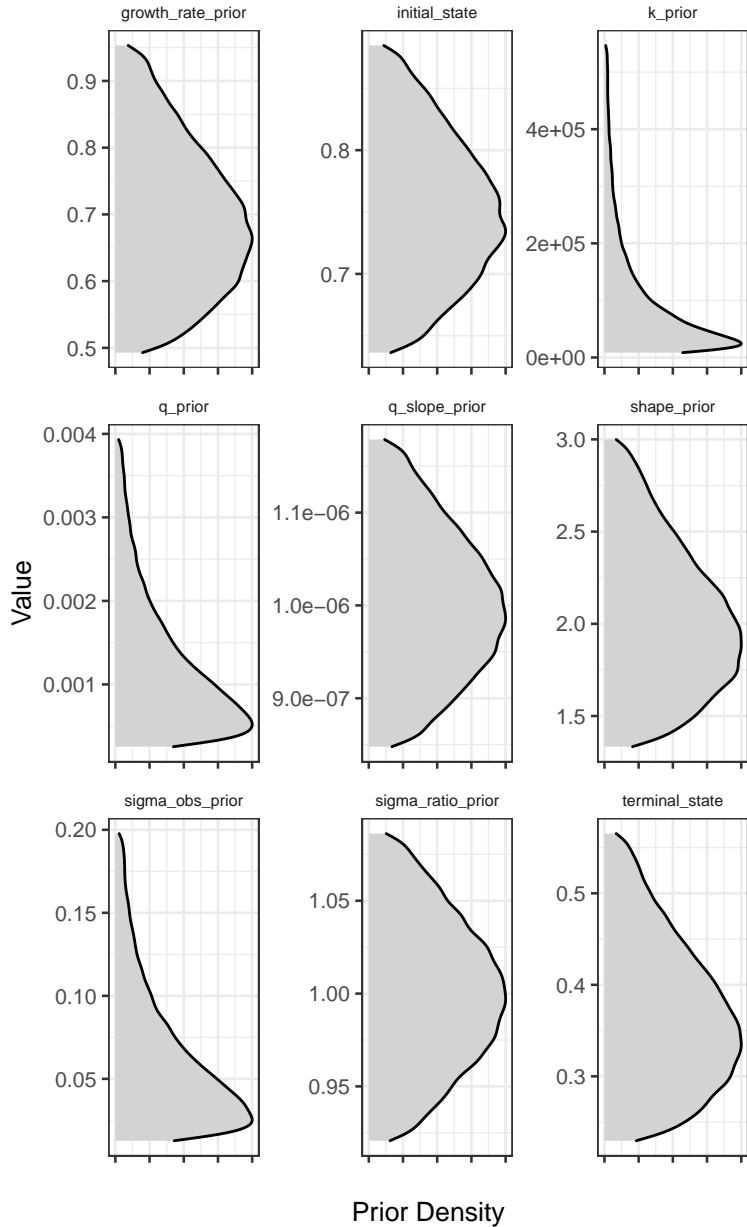 growth_rate_prior
initial_state
k_prior
0.9
0.8
0.7
0.6
0.5
0.8
0.7
4e+05
2e+05
0e+00
q_prior
q_slope_prior
shape_prior
0.004
0.003
0.002
0.001
1.1e−06
1.0e−06
9.0e−07
3.0
2.5
2.0
1.5
Value
sigma_obs_prior
sigma_ratio_prior
terminal_state
0.20
0.15
0.10
0.05
1.05
1.00
0.95
0.5
0.4
0.3
Prior Density